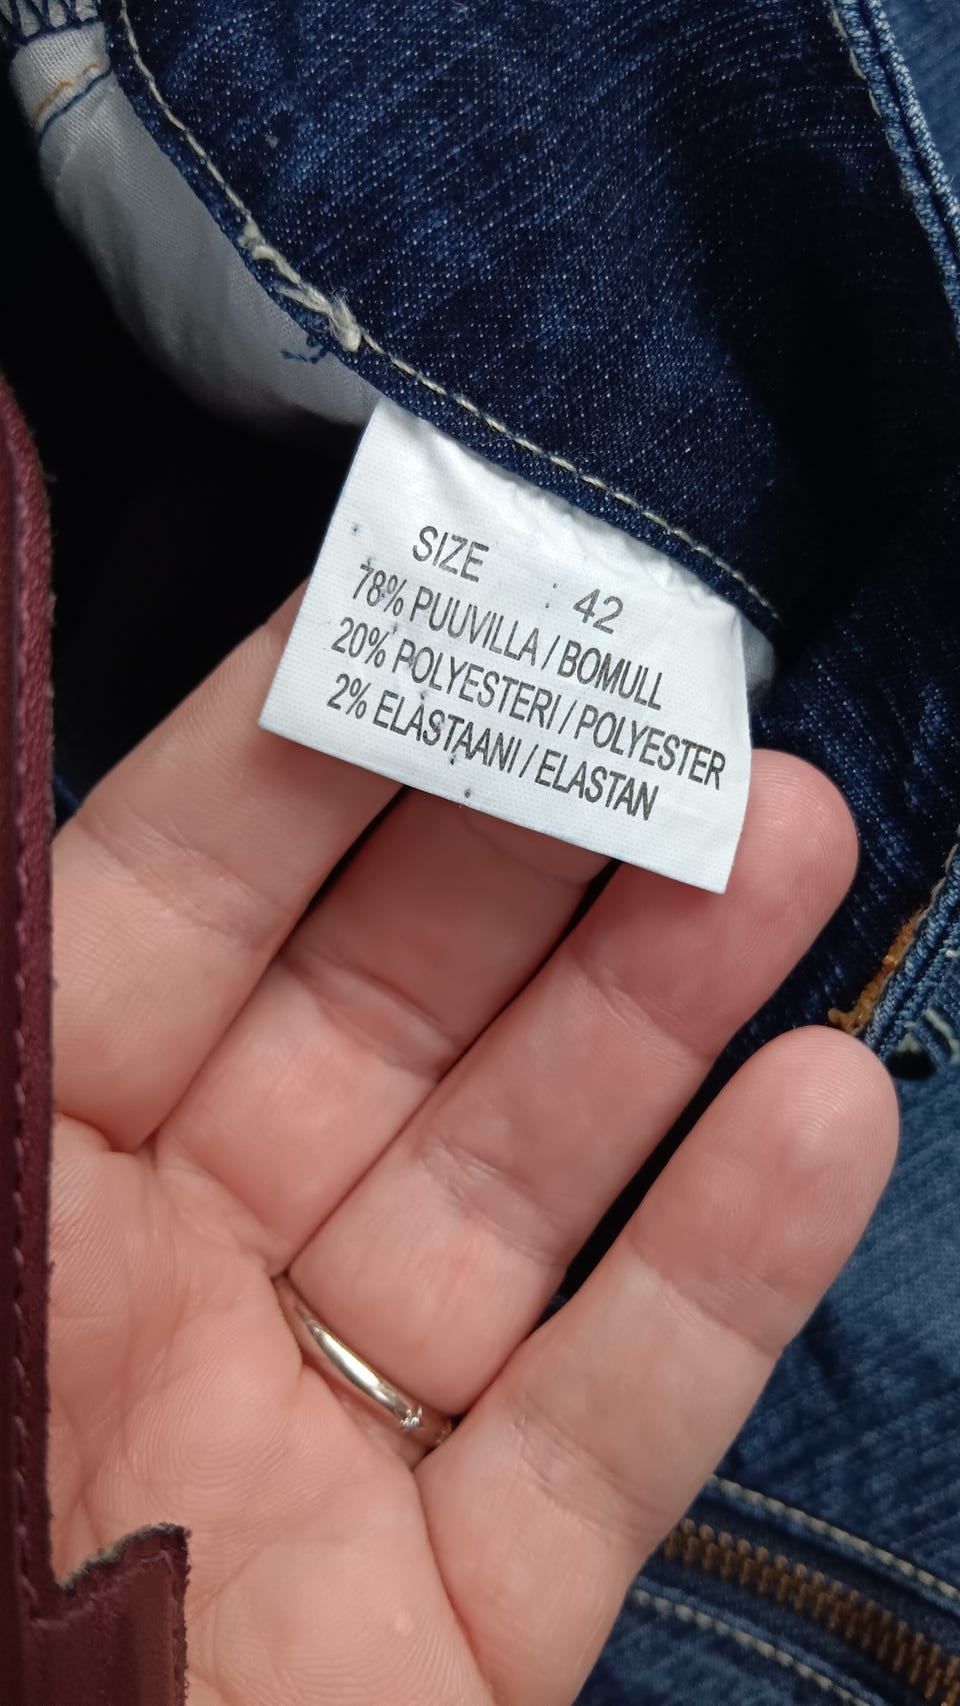 SIZE : 42
78% PUUVILLA / BOMULL
20% POLYESTERI / POLYESTER
2% ELASTAANI / ELASTAN